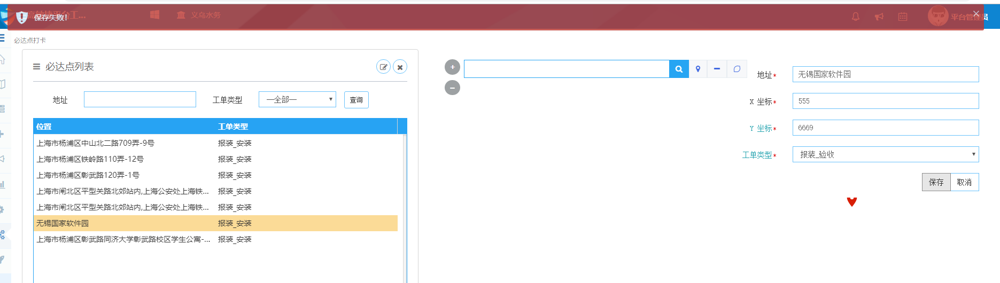 保存失败!
义乌水务
平台管理员
必达点打卡
必达点列表
地址
工单类型
—全部—
查询
位置 工单类型
上海市杨浦区中山北二路709弄-9号 报装_安装
上海市杨浦区铁岭路110弄-12号 报装_安装
上海市杨浦区彰武路120弄-1号 报装_安装
上海市闸北区平型关路北郊站内,上海公安处上海铁... 报装_安装
上海市闸北区平型关路北郊站内,上海公安处上海铁... 报装_安装
无锡国家软件园 报装_安装
上海市杨浦区彰武路同济大学彰武路校区学生公寓-... 报装_安装
地址* 无锡国家软件园
X 坐标* 555
Y 坐标* 6669
工单类型* 报装_验收
保存 取消